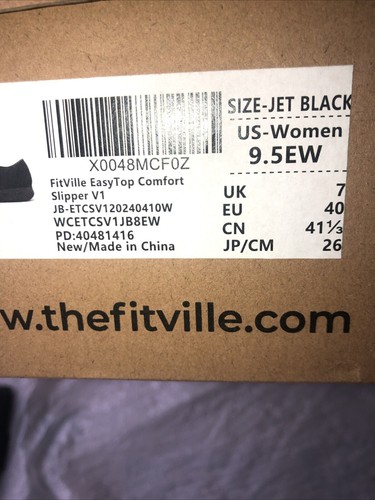 X0048MCF0Z
FitVille EasyTop Comfort
Slipper V1
JB-ETCSV120240410W
WCETCSV1JB8EW
PD:40481416
New/Made in China
SIZE-JET BLACK
US-Women
9.5EW
UK 7
EU 40
CN 41⅓
JP/CM 26
w.thefitville.com